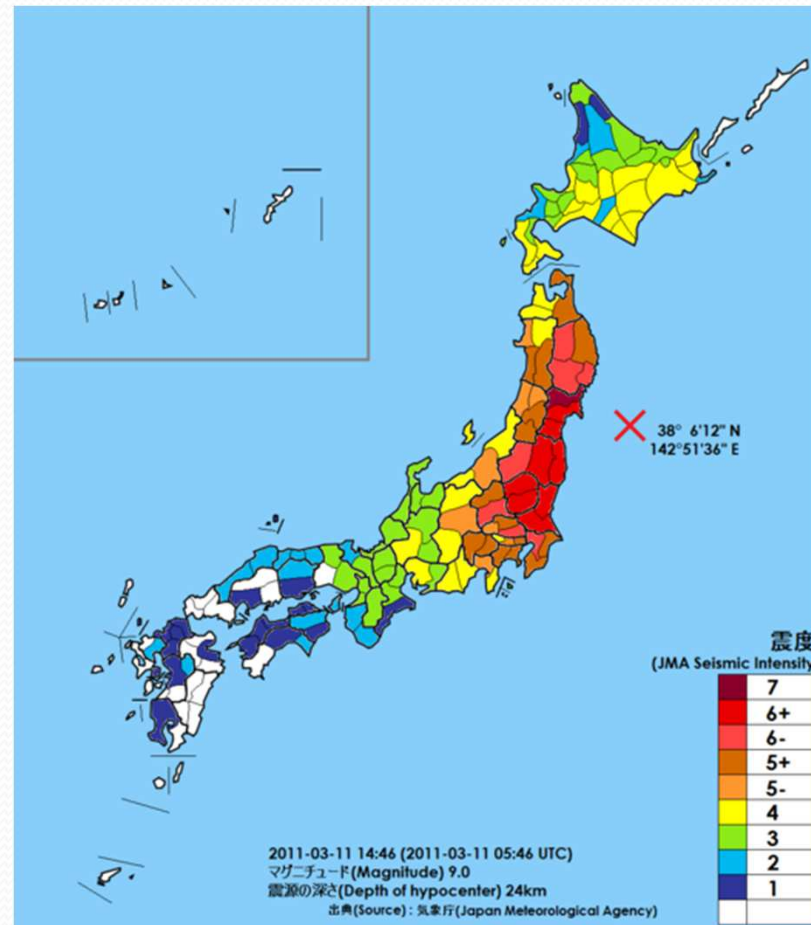 38° 6'12" N
142°51'36" E
震度
(JMA Seismic Intensity
7
6+
6-
5+
5-
4
3
2
1
2011-03-11 14:46 (2011-03-11 05:46 UTC)
マグニチュード(Magnitude) 9.0
震源の深さ(Depth of hypocenter) 24km
出典(Source) : 気象庁(Japan Meteorological Agency)